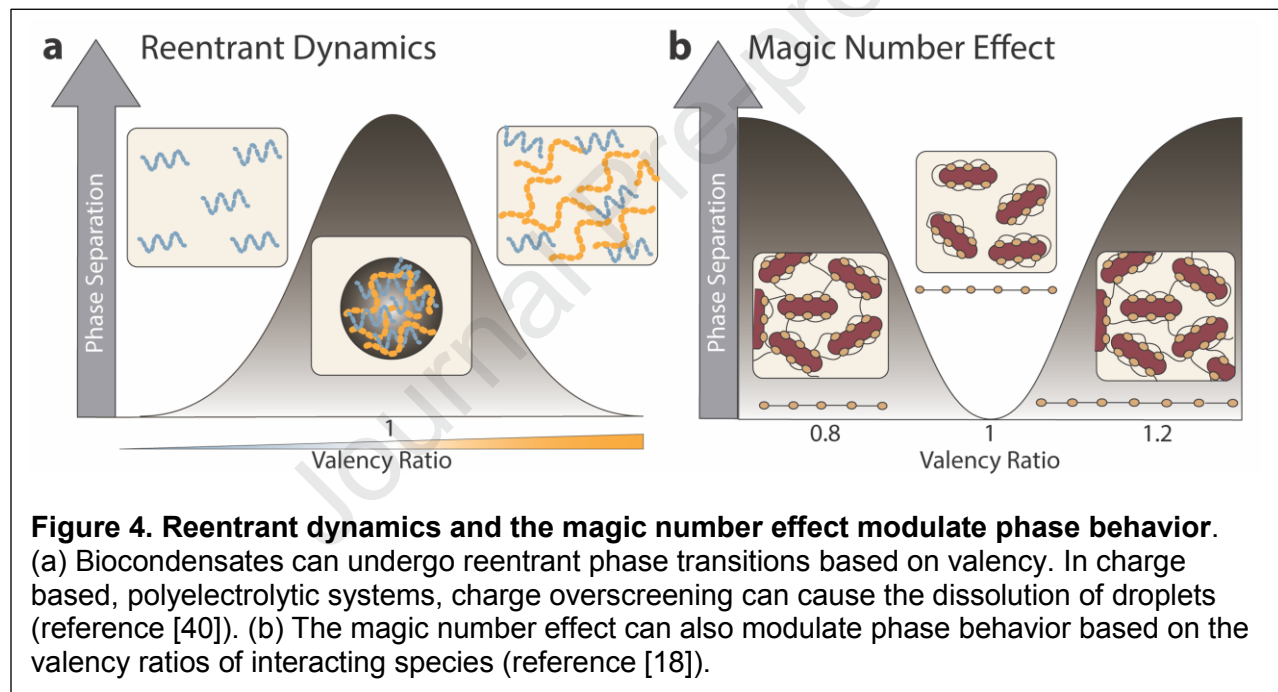 a Reentrant Dynamics
Phase Separation
1
Valency Ratio
b Magic Number Effect
Phase Separation
0.8 1 1.2
Valency Ratio
Journal Pre-pro
Figure 4. Reentrant dynamics and the magic number effect modulate phase behavior.
(a) Biocondensates can undergo reentrant phase transitions based on valency. In charge
based, polyelectrolytic systems, charge overscreening can cause the dissolution of droplets
(reference [40]). (b) The magic number effect can also modulate phase behavior based on the
valency ratios of interacting species (reference [18]).